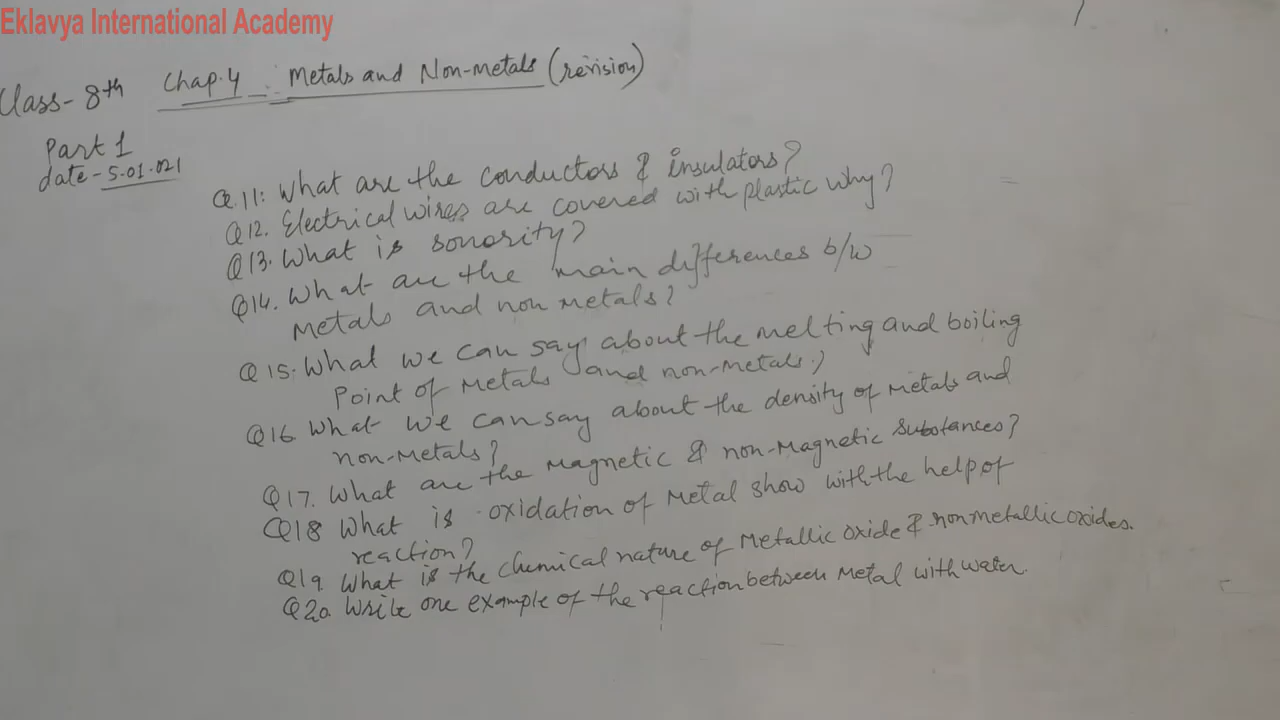 Eklavya International Academy
Class- 8th Chap.4 : Metals and Non-metals (revision)
Part 1
date - 5.01.021
Q.11: What are the conductors & insulators?
Q12. Electrical wires are covered with plastic why?
Q13. What is sonority?
Q14. What are the main differences b/w
Metals and non metals?
Q15. What we can say about the melting and boiling
Point of Metals and non-metals?
Q16. What we can say about the density of Metals and
non-Metals?
Q17. What are the Magnetic & non-Magnetic Substances?
Q18 What is oxidation of Metal show with the help of
reaction?
Q19. What is the chemical nature of Metallic oxide & nonmetallic oxides.
Q20. Write one example of the reaction between Metal with water.